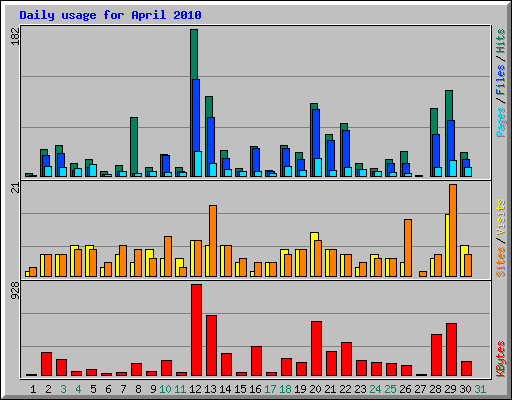 Daily usage for April 2010
182
Pages / Files / Hits
21
Sites / Visits
928
KBytes
1 2 3 4 5 6 7 8 9 10 11 12 13 14 15 16 17 18 19 20 21 22 23 24 25 26 27 28 29 30 31